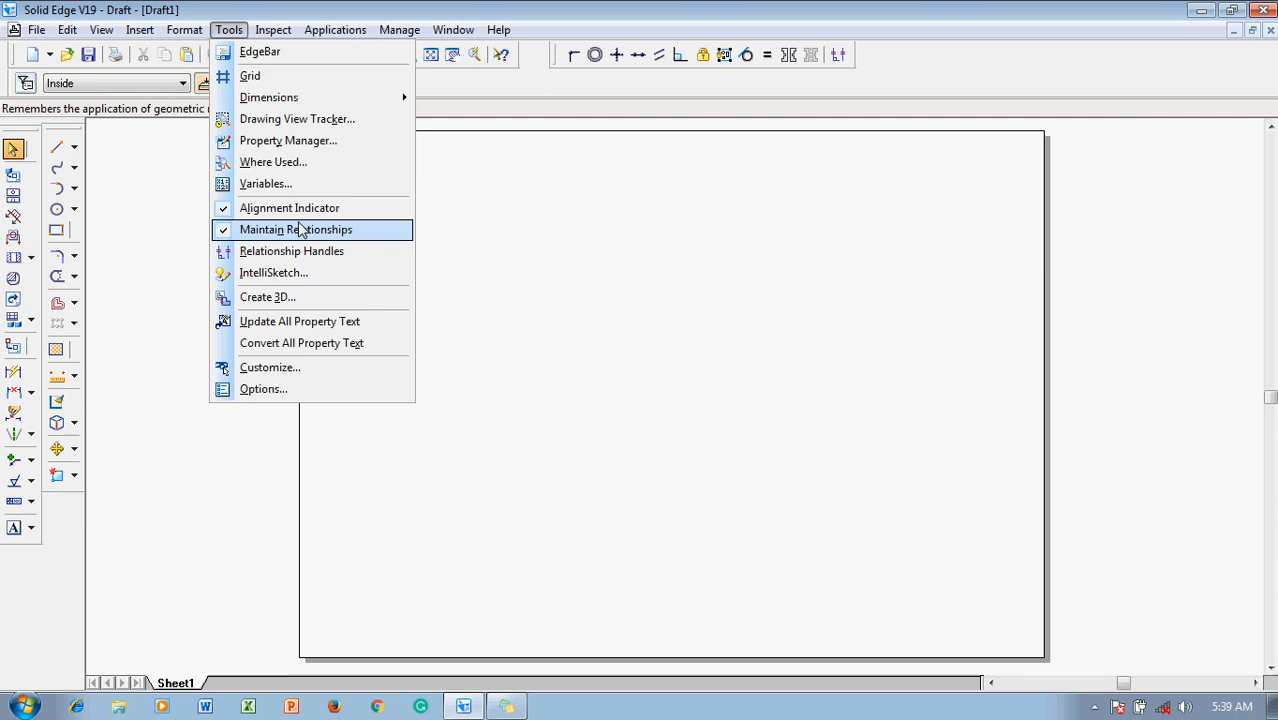 Solid Edge V19 - Draft - [Draft1]
File Edit View Insert Format Tools Inspect Applications Manage Window Help
Inside
Remembers the application of geometric
EdgeBar
Grid
Dimensions
Drawing View Tracker...
Property Manager...
Where Used...
Variables...
Alignment Indicator
Maintain Relationships
Relationship Handles
IntelliSketch...
Create 3D...
Update All Property Text
Convert All Property Text
Customize...
Options...
Sheet1
5:39 AM